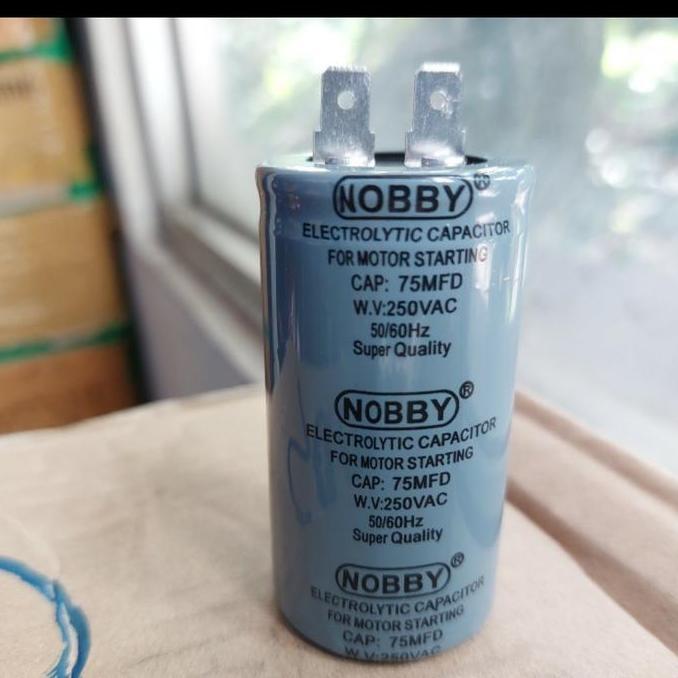 NOBBY®
ELECTROLYTIC CAPACITOR
FOR MOTOR STARTING
CAP: 75MFD
W.V:250VAC
50/60Hz
Super Quality
NOBBY®
ELECTROLYTIC CAPACITOR
FOR MOTOR STARTING
CAP: 75MFD
W.V:250VAC
50/60Hz
Super Quality
NOBBY®
ELECTROLYTIC CAPACITOR
FOR MOTOR STARTING
CAP: 75MFD
W.V:250VAC